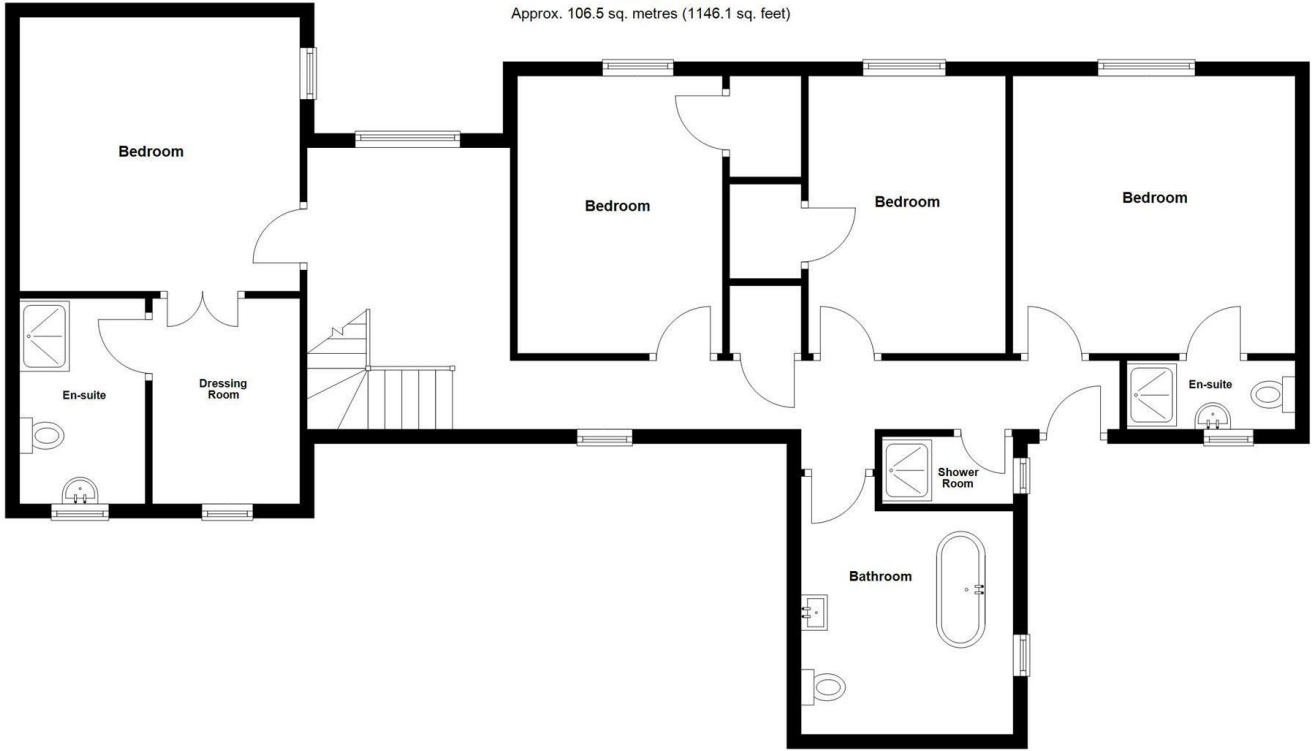 Approx. 106.5 sq. metres (1146.1 sq. feet)
Bedroom
Bedroom
Bedroom
Bedroom
En-suite
Dressing
Room
En-suite
Shower
Room
Bathroom